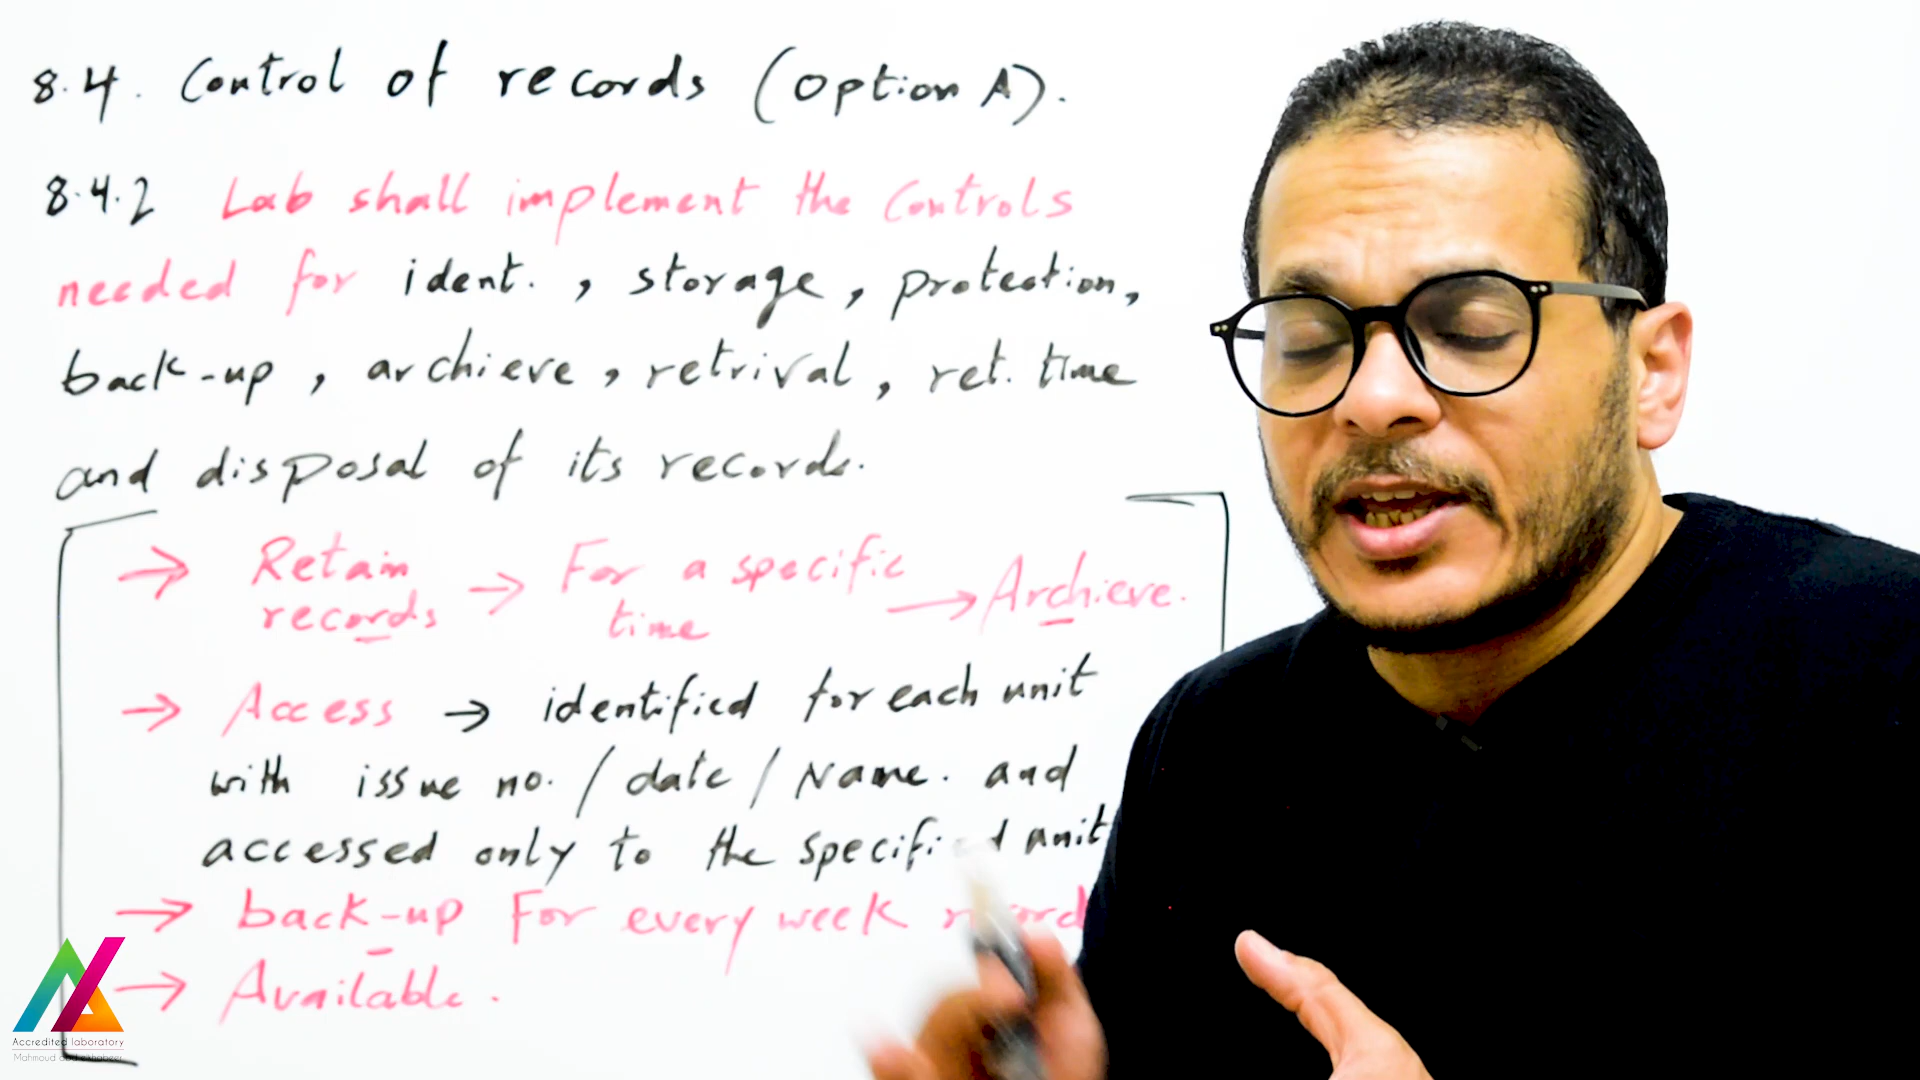 8.4. Control of records (Option A).
8.4.2 Lab shall implement the Controls
needed for ident. , storage, protection,
back-up , archieve, retrival, ret. time
and disposal of its records.
→ Retain records → For a specific time → Archieve.
→ Access → identified for each unit
with issue no. / date / Name. and
accessed only to the unit
→ back-up For every week
→ Available.
Accredited laboratory
Mahmoud